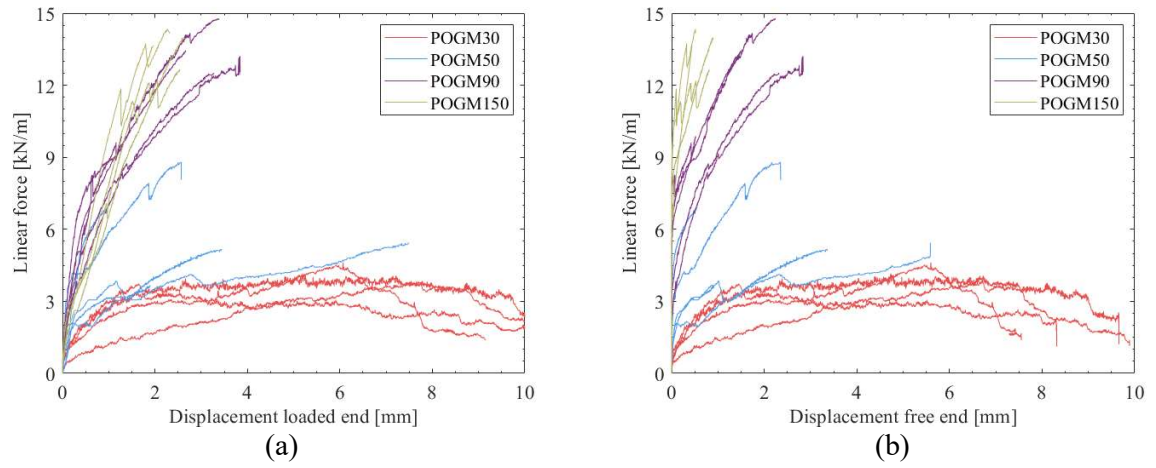 15
12
9
6
3
0
Linear force [kN/m]
POGM30
POGM50
POGM90
POGM150
0 2 4 6 8 10
Displacement loaded end [mm]
(a)
15
12
9
6
3
0
Linear force [kN/m]
POGM30
POGM50
POGM90
POGM150
0 2 4 6 8 10
Displacement free end [mm]
(b)